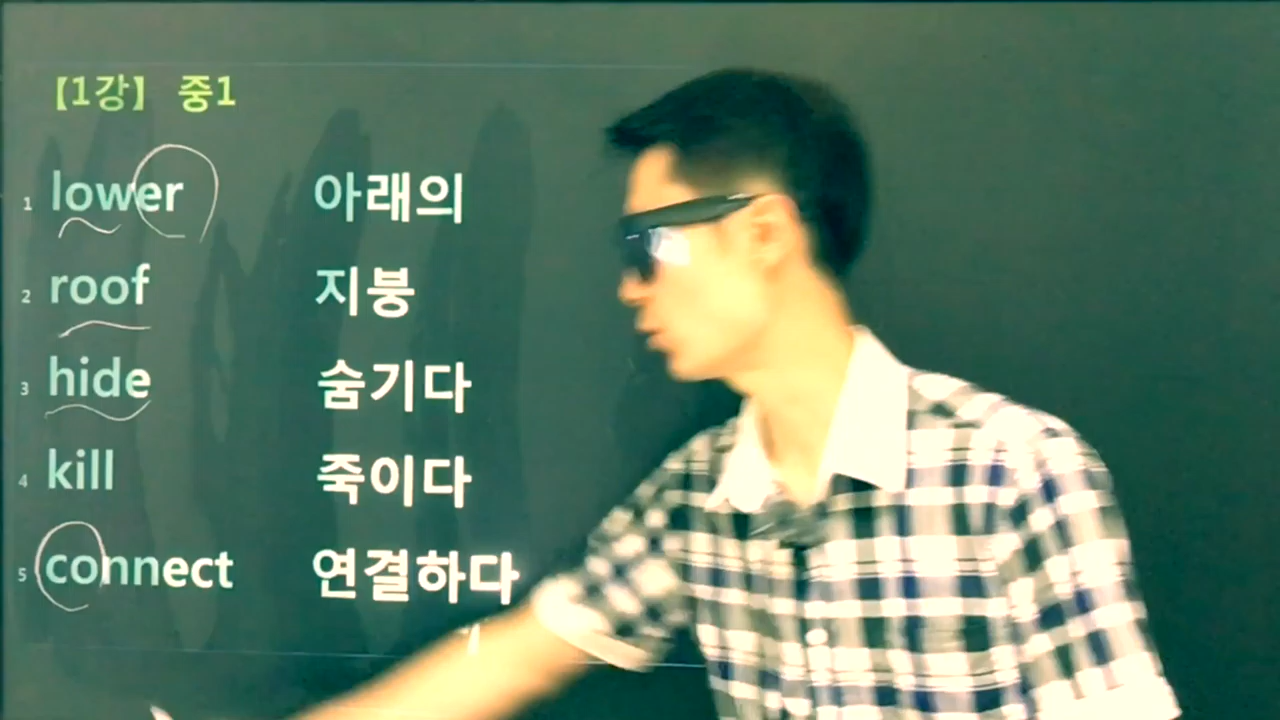 【1강】 중1
1 lower 아래의
2 roof 지붕
3 hide 숨기다
4 kill 죽이다
5 connect 연결하다